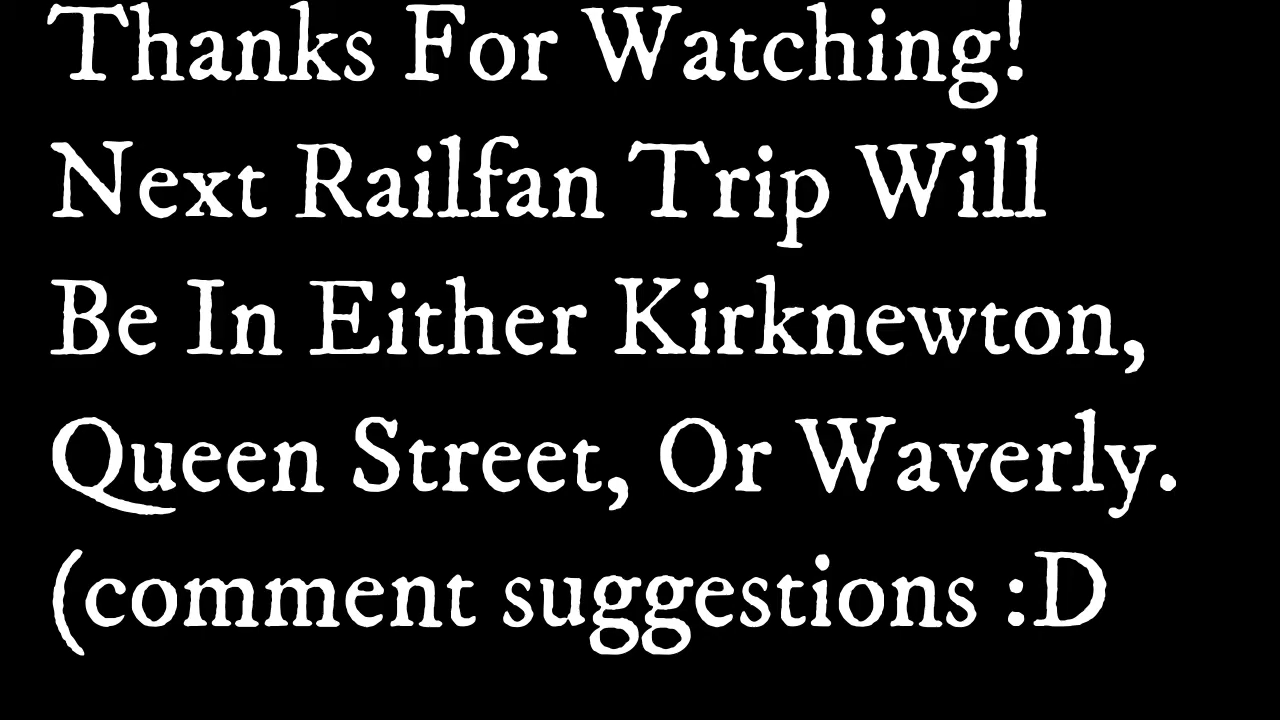 Thanks For Watching!
Next Railfan Trip Will
Be In Either Kirknewton,
Queen Street, Or Waverly.
(comment suggestions :D